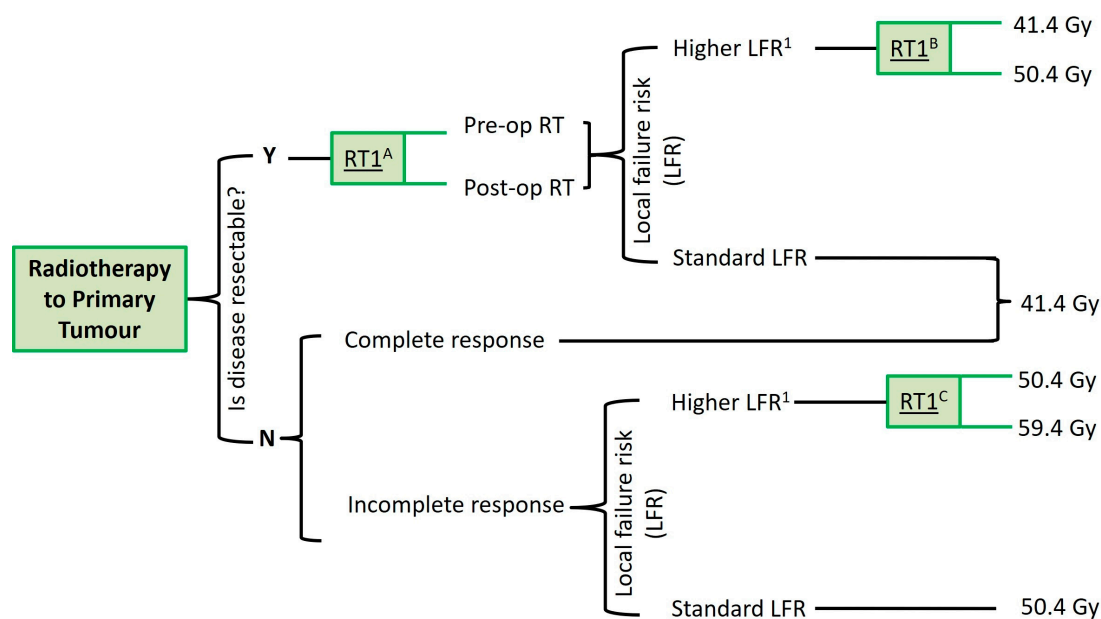 Radiotherapy
to Primary
Tumour
Is disease resectable?
Y
RT1ᴬ
Pre-op RT
Post-op RT
Local failure risk
(LFR)
Higher LFR¹
RT1ᴮ
41.4 Gy
50.4 Gy
Standard LFR
41.4 Gy
N
Complete response
Incomplete response
Local failure risk
(LFR)
Higher LFR¹
RT1ᶜ
50.4 Gy
59.4 Gy
Standard LFR
50.4 Gy